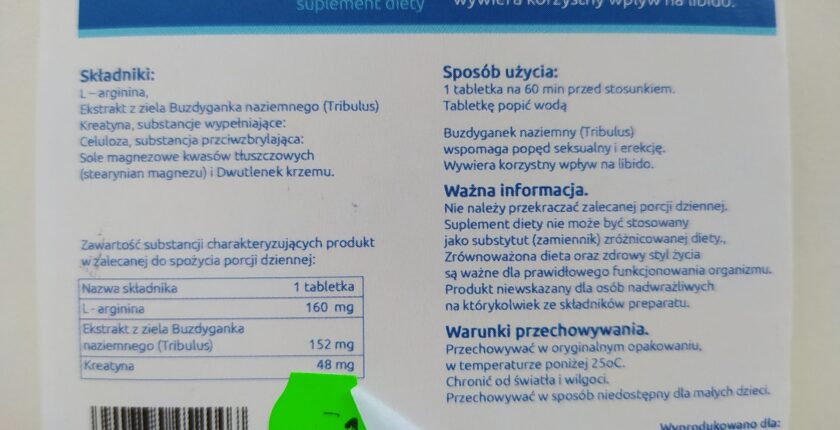 suplement diety
wywiera korzystny wpływ na libido.
Składniki:
L – arginina,
Ekstrakt z ziela Buzdyganka naziemnego (Tribulus)
Kreatyna, substancje wypełniające:
Celuloza, substancja przciwzbrylająca:
Sole magnezowe kwasów tłuszczowych
(stearynian magnezu) i Dwutlenek krzemu.
Zawartość substancji charakteryzujących produkt
w zalecanej do spożycia porcji dziennej:
Nazwa składnika 1 tabletka
L - arginina 160 mg
Ekstrakt z ziela Buzdyganka
naziemnego (Tribulus) 152 mg
Kreatyna 48 mg
Sposób użycia:
1 tabletka na 60 min przed stosunkiem.
Tabletkę popić wodą
Buzdyganek naziemny (Tribulus)
wspomaga popęd seksualny i erekcję.
Wywiera korzystny wpływ na libido.
Ważna informacja.
Nie należy przekraczać zalecanej porcji dziennej.
Suplement diety nie może być stosowany
jako substytut (zamiennik) zróżnicowanej diety.,
Zrównoważona dieta oraz zdrowy styl życia
są ważne dla prawidłowego funkcjonowania organizmu.
Produkt niewskazany dla osób nadwrażliwych
na którykolwiek ze składników preparatu.
Warunki przechowywania.
Przechowywać w oryginalnym opakowaniu,
w temperaturze poniżej 25oC.
Chronić od światła i wilgoci.
Przechowywać w sposób niedostępny dla małych dzieci.
Wyprodukowano dla: